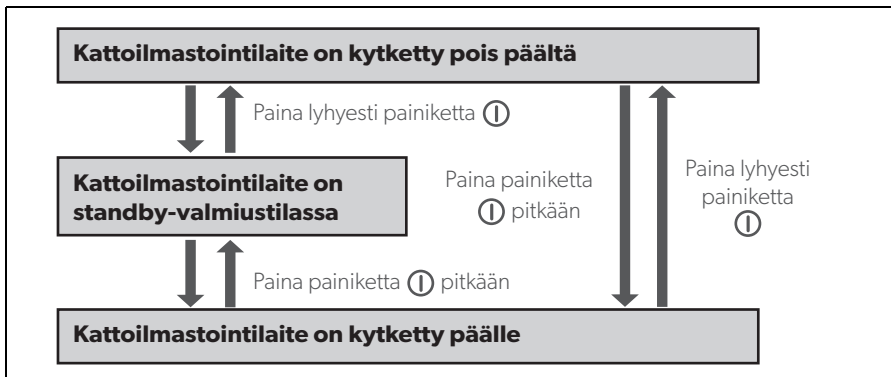 Kattoilmastointilaite on kytketty pois päältä
Paina lyhyesti painiketta
Kattoilmastointilaite on
standby-valmiustilassa
Paina painiketta
pitkään
Paina lyhyesti
painiketta
Paina painiketta pitkään
Kattoilmastointilaite on kytketty päälle